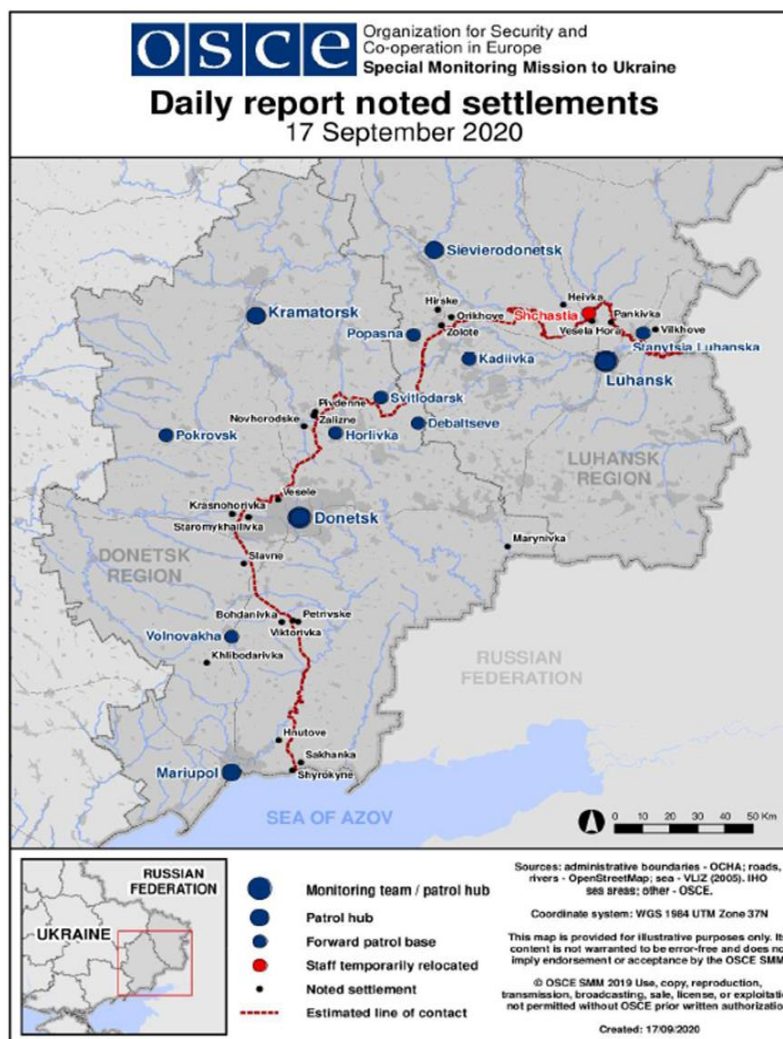 osce
Organization for Security and
Co-operation in Europe
Special Monitoring Mission to Ukraine
Daily report noted settlements
17 September 2020
Sievierodonetsk
Kramatorsk
Hirske
Orikhove
Heivka
Shchastia
Pankivka
Popasna
Zolote
Vesela Hora
Vilkhove
Stanytsia Luhanska
Kadiivka
Luhansk
Svitlodarsk
Pivdenne
Zalizne
Novhorodske
Debaltseve
Pokrovsk
Horlivka
LUHANSK
REGION
Vesele
Krasnohorivka
Donetsk
Staromykhailivka
Marynivka
DONETSK
REGION
Slavne
Bohdanivka
Petrivske
Volnovakha
Viktorivka
Khlibodarivka
RUSSIAN
FEDERATION
Hnutove
Sakhanka
Mariupol
Shyrokyne
SEA OF AZOV
0 10 20 30 40 50 Km
RUSSIAN
FEDERATION
UKRAINE
Monitoring team / patrol hub
Patrol hub
Forward patrol base
Staff temporarily relocated
Noted settlement
Estimated line of contact
Sources: administrative boundaries - OCHA; roads,
rivers - OpenStreetMap; sea - VLIZ (2005). IHO
sea areas; other - OSCE.
Coordinate system: WGS 1984 UTM Zone 37N
This map is provided for illustrative purposes only. Its
content is not warranted to be error-free and does not
imply endorsement or acceptance by the OSCE SMM.
© OSCE SMM 2019 Use, copy, reproduction,
transmission, broadcasting, sale, license, or exploitation
not permitted without OSCE prior written authorization
Created: 17/09/2020